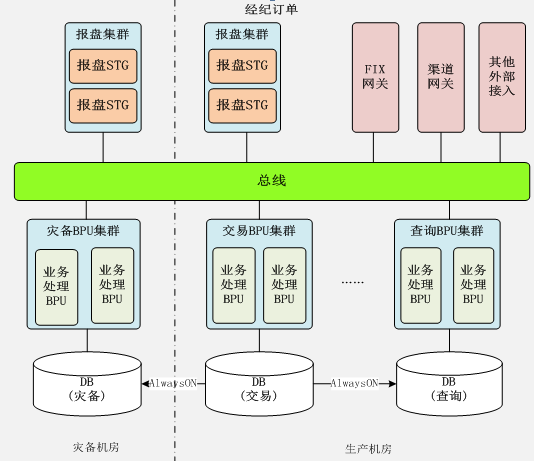 经纪订单
报盘集群
报盘STG
报盘STG
报盘集群
报盘STG
报盘STG
FIX
网关
渠道
网关
其他
外部
接入
总线
灾备BPU集群
业务
处理
BPU
业务
处理
BPU
交易BPU集群
业务
处理
BPU
业务
处理
BPU
……
查询BPU集群
业务
处理
BPU
业务
处理
BPU
DB
(灾备)
AlwaysON
DB
(交易)
AlwaysON
DB
(查询)
灾备机房
生产机房